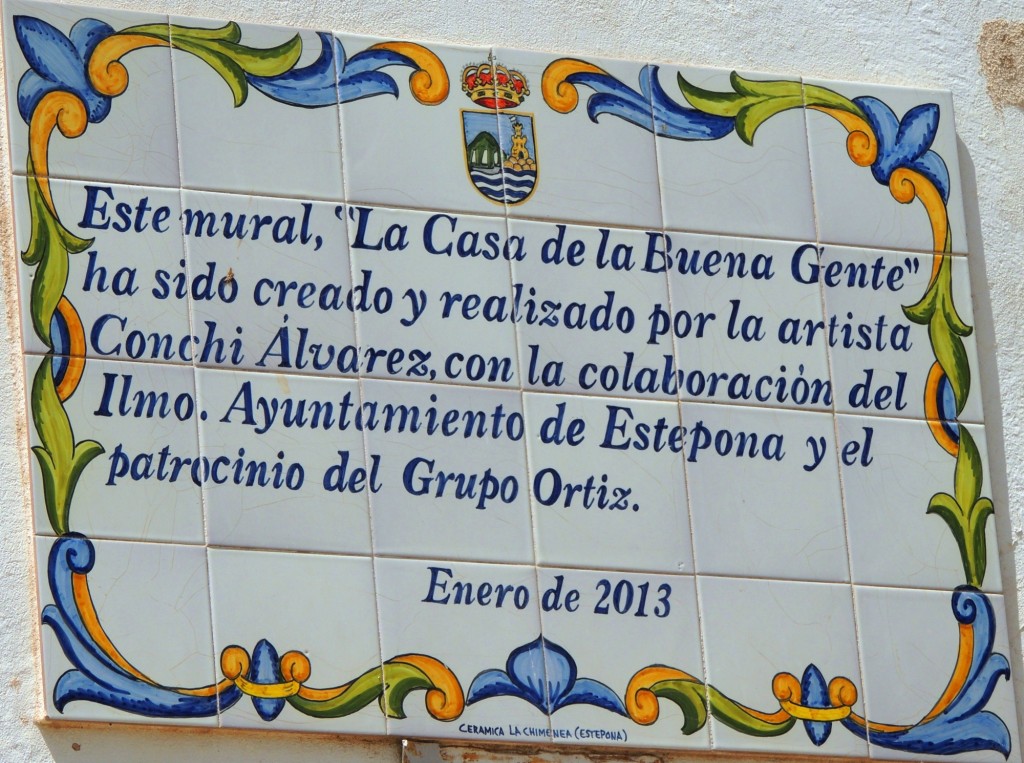 Este mural, "La Casa de la Buena Gente"
ha sido creado y realizado por la artista
Conchi Álvarez, con la colaboración del
Ilmo. Ayuntamiento de Estepona y el
patrocinio del Grupo Ortiz.
Enero de 2013
CERAMICA LA CHIMENEA (ESTEPONA)